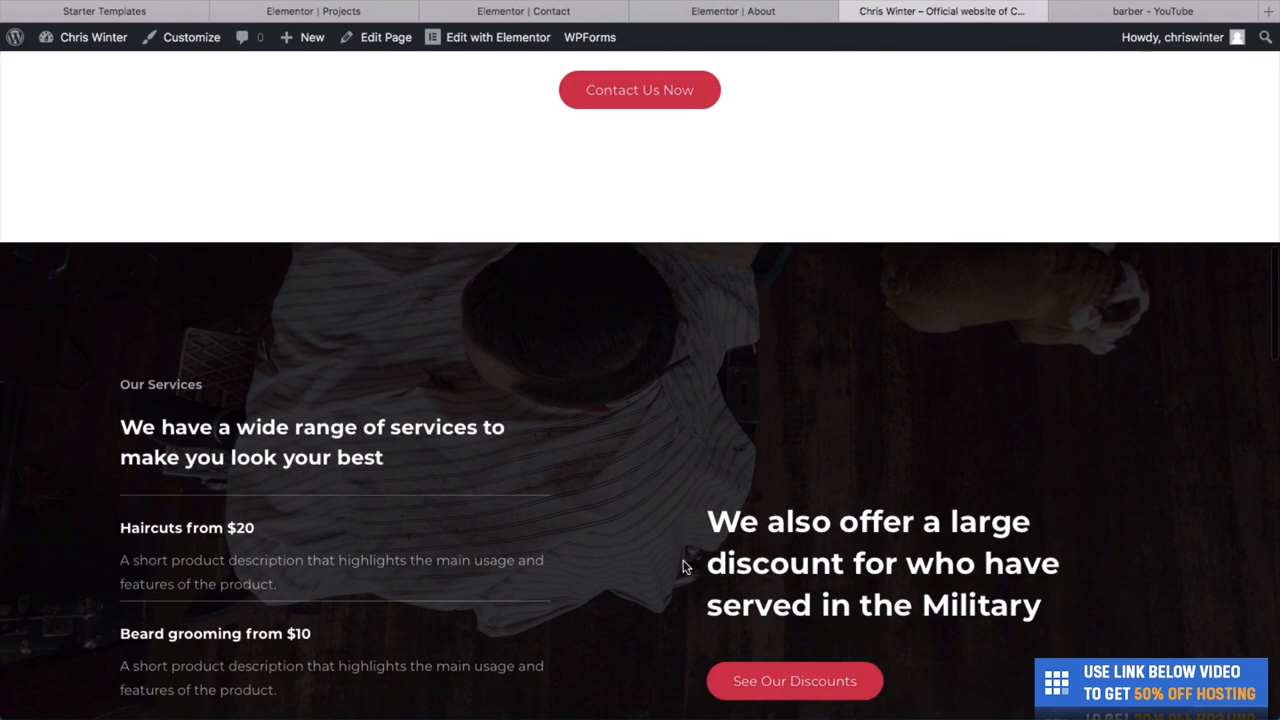 Starter Templates
Elementor | Projects
Elementor | Contact
Elementor | About
Chris Winter – Official website of C...
barber - YouTube
Chris Winter
Customize
0
New
Edit Page
Edit with Elementor
WPForms
Howdy, chriswinter
Contact Us Now
Our Services
We have a wide range of services to
make you look your best
Haircuts from $20
A short product description that highlights the main usage and
features of the product.
Beard grooming from $10
A short product description that highlights the main usage and
features of the product.
We also offer a large
discount for who have
served in the Military
See Our Discounts
USE LINK BELOW VIDEO
TO GET 50% OFF HOSTING